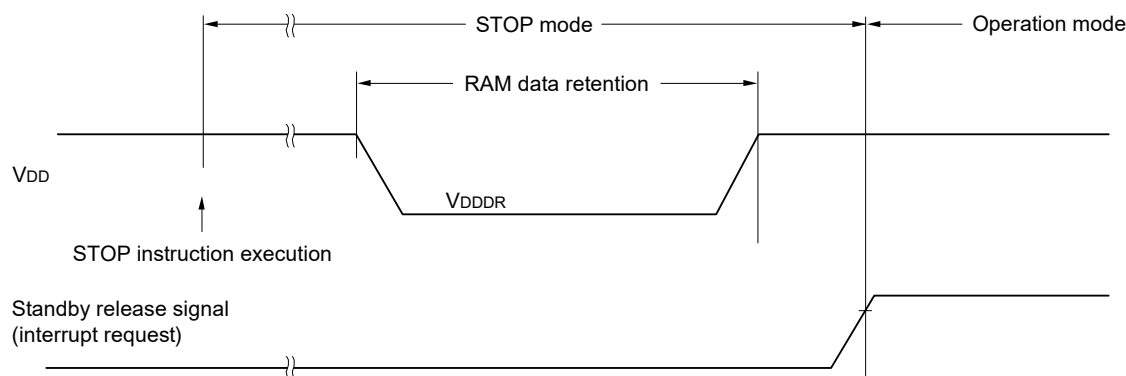 STOP mode
Operation mode
RAM data retention
VDD
VDDDR
STOP instruction execution
Standby release signal
(interrupt request)